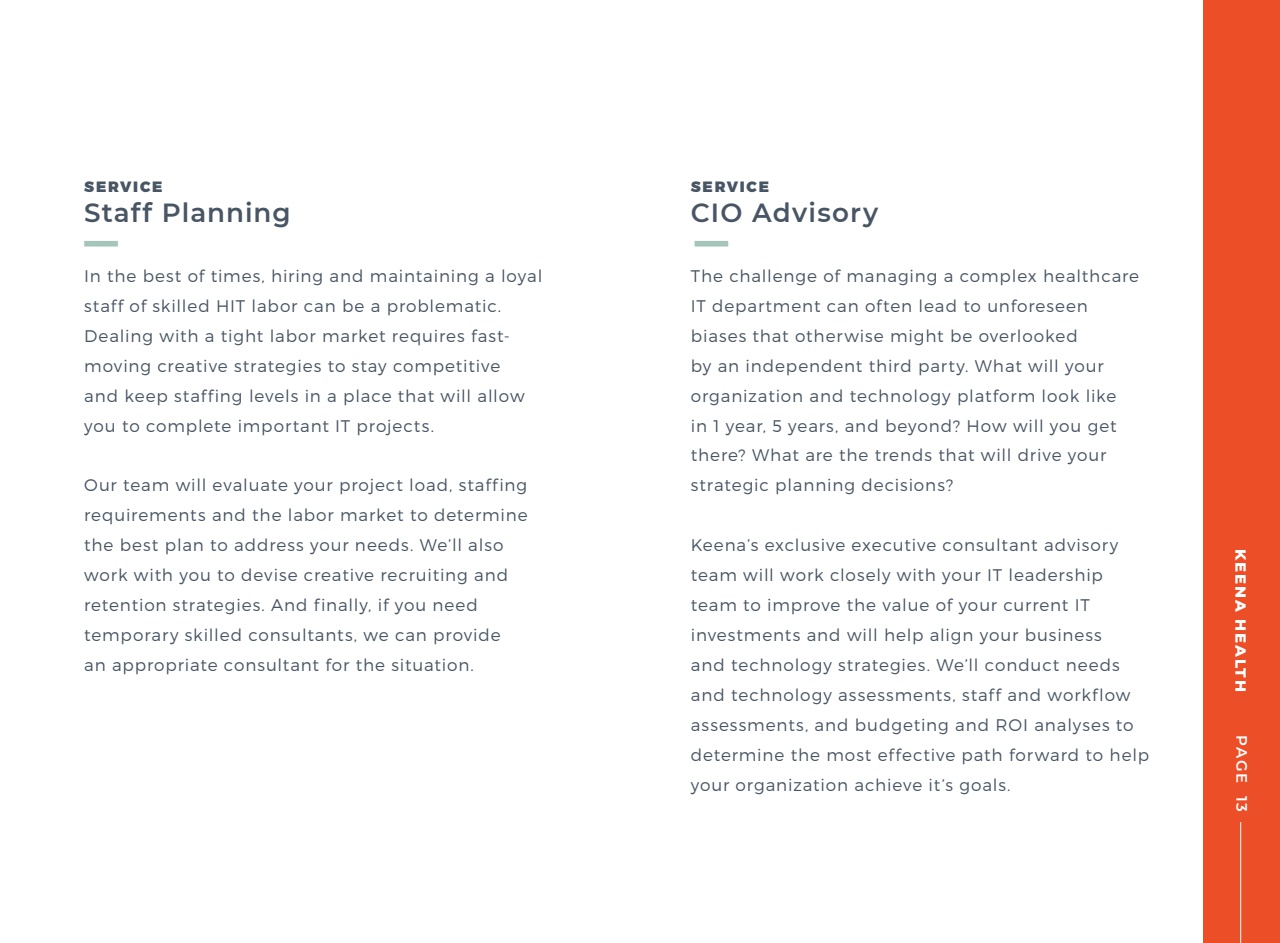 SERVICE
Staff Planning
In the best of times, hiring and maintaining a loyal
staff of skilled HIT labor can be a problematic.
Dealing with a tight labor market requires fast-
moving creative strategies to stay competitive
and keep staffing levels in a place that will allow
you to complete important IT projects.
Our team will evaluate your project load, staffing
requirements and the labor market to determine
the best plan to address your needs. We’ll also
work with you to devise creative recruiting and
retention strategies. And finally, if you need
temporary skilled consultants, we can provide
an appropriate consultant for the situation.
SERVICE
CIO Advisory
The challenge of managing a complex healthcare
IT department can often lead to unforeseen
biases that otherwise might be overlooked
by an independent third party. What will your
organization and technology platform look like
in 1 year, 5 years, and beyond? How will you get
there? What are the trends that will drive your
strategic planning decisions?
Keena’s exclusive executive consultant advisory
team will work closely with your IT leadership
team to improve the value of your current IT
investments and will help align your business
and technology strategies. We’ll conduct needs
and technology assessments, staff and workflow
assessments, and budgeting and ROI analyses to
determine the most effective path forward to help
your organization achieve it’s goals.
KEENA HEALTH PAGE 13